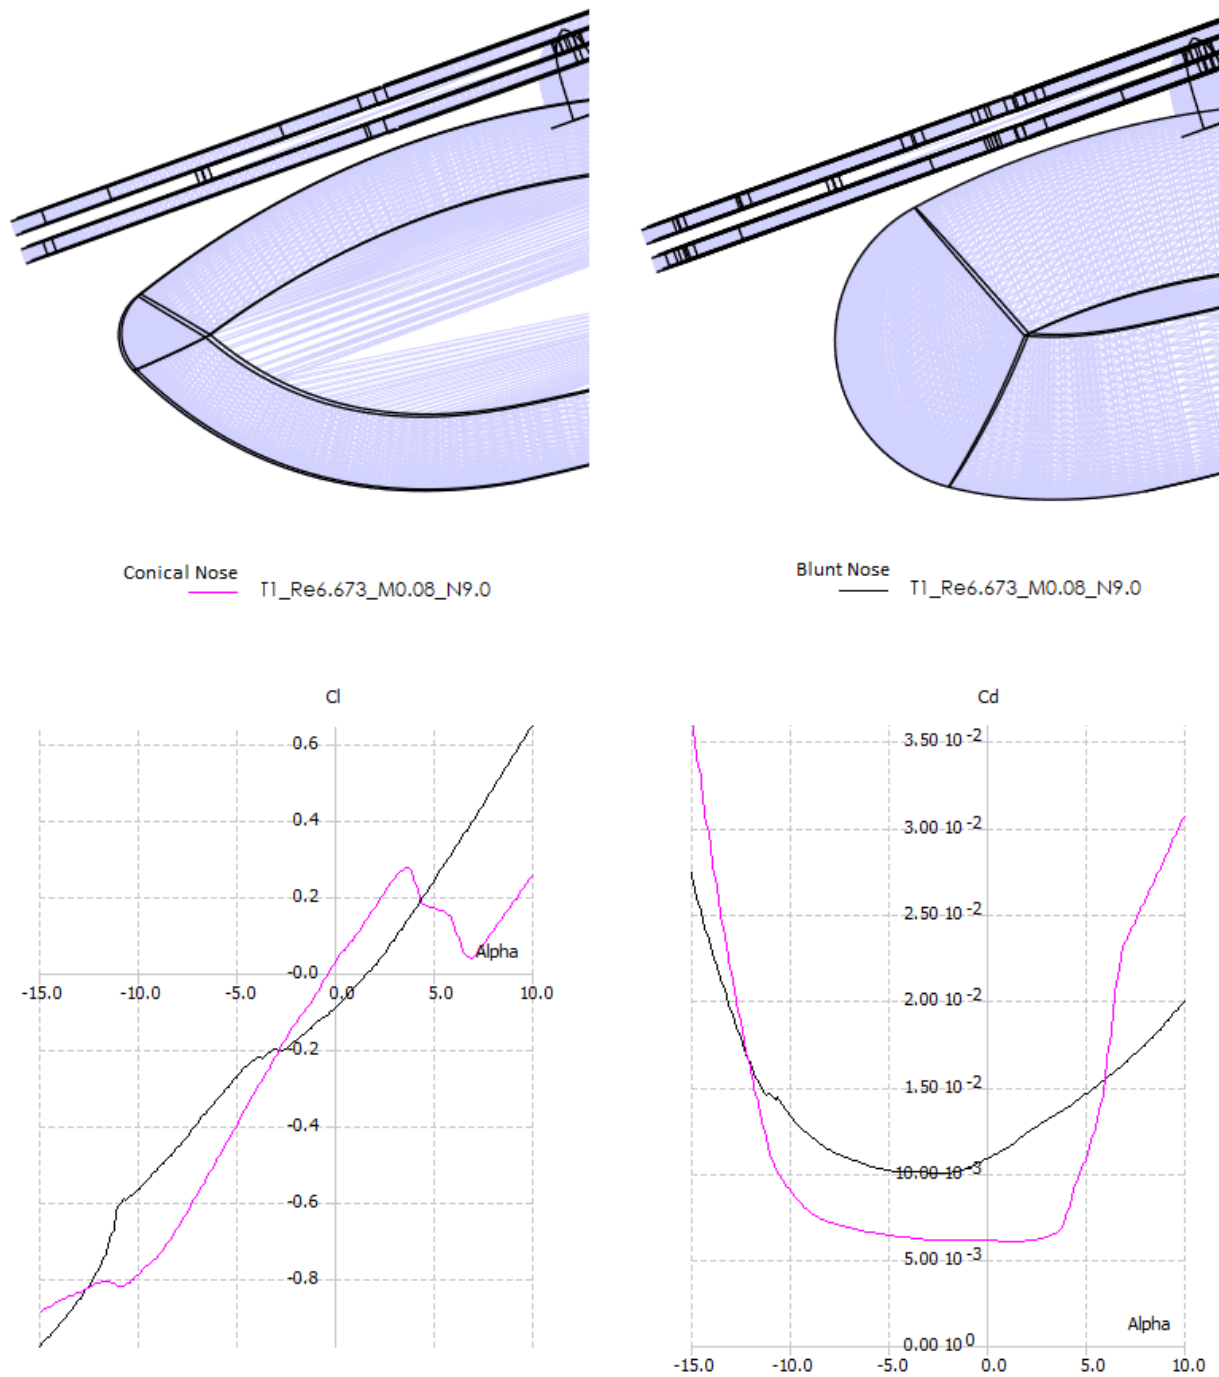 Conical Nose
T1_Re6.673_M0.08_N9.0
Blunt Nose
T1_Re6.673_M0.08_N9.0
Cl
0.6
0.4
0.2
Alpha
-0.0
-15.0 -10.0 -5.0 0.0 5.0 10.0
-0.2
-0.4
-0.6
-0.8
Cd
3.50 10-2
3.00 10-2
2.50 10-2
2.00 10-2
1.50 10-2
10.00 10-3
5.00 10-3
Alpha
0.00 100
-15.0 -10.0 -5.0 0.0 5.0 10.0